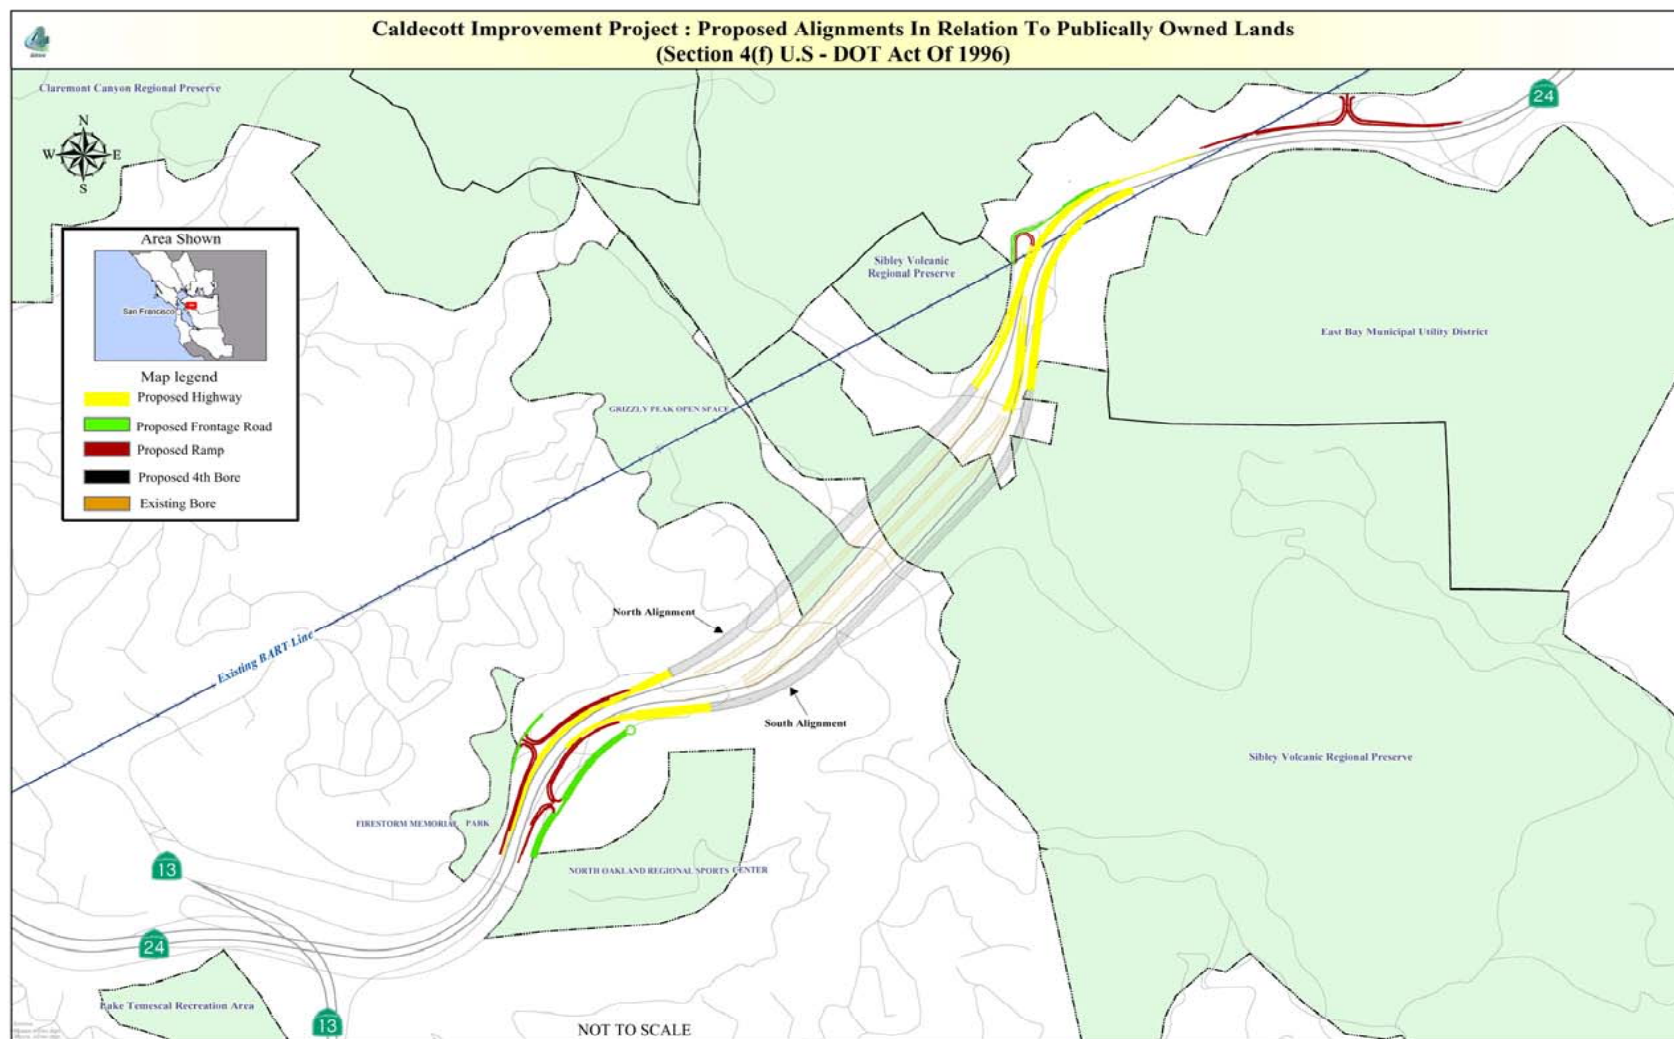 Caldecott Improvement Project : Proposed Alignments In Relation To Publically Owned Lands
(Section 4(f) U.S - DOT Act Of 1996)
Claremont Canyon Regional Preserve
24
N
W E
S
Area Shown
San Francisco
Map legend
Proposed Highway
Proposed Frontage Road
Proposed Ramp
Proposed 4th Bore
Existing Bore
Sibley Volcanic
Regional Preserve
East Bay Municipal Utility District
GRIZZLY PEAK OPEN SPACE
North Alignment
Existing BART Line
South Alignment
Sibley Volcanic Regional Preserve
FIRESTORM MEMORIAL PARK
13
NORTH OAKLAND REGIONAL SPORTS CENTER
24
Lake Temescal Recreation Area
13
NOT TO SCALE